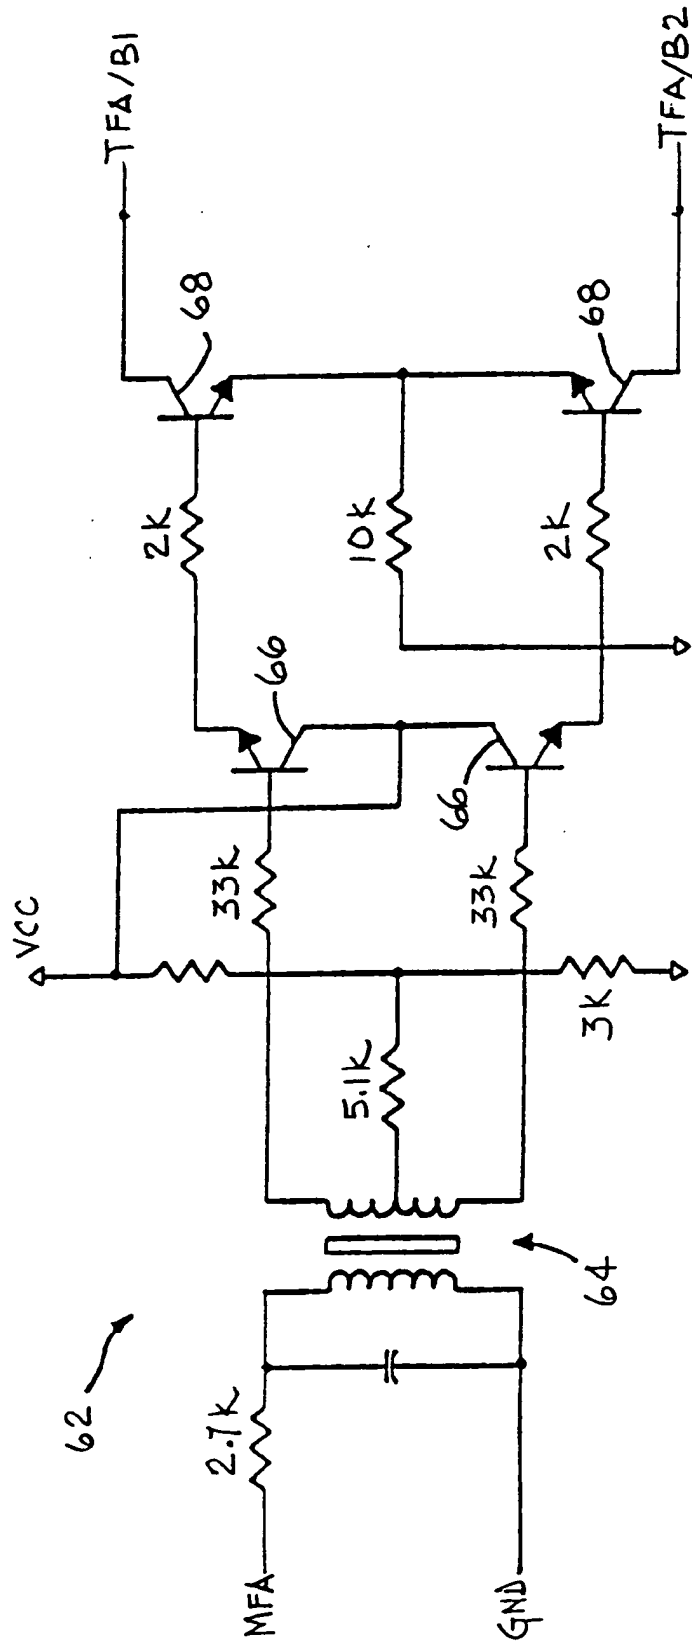 62
MFA
2.7K
GND
64
VCC
5.1K
3K
33K
33K
66
66
2K
10K
2K
68
68
TFA/B1
TFA/B2